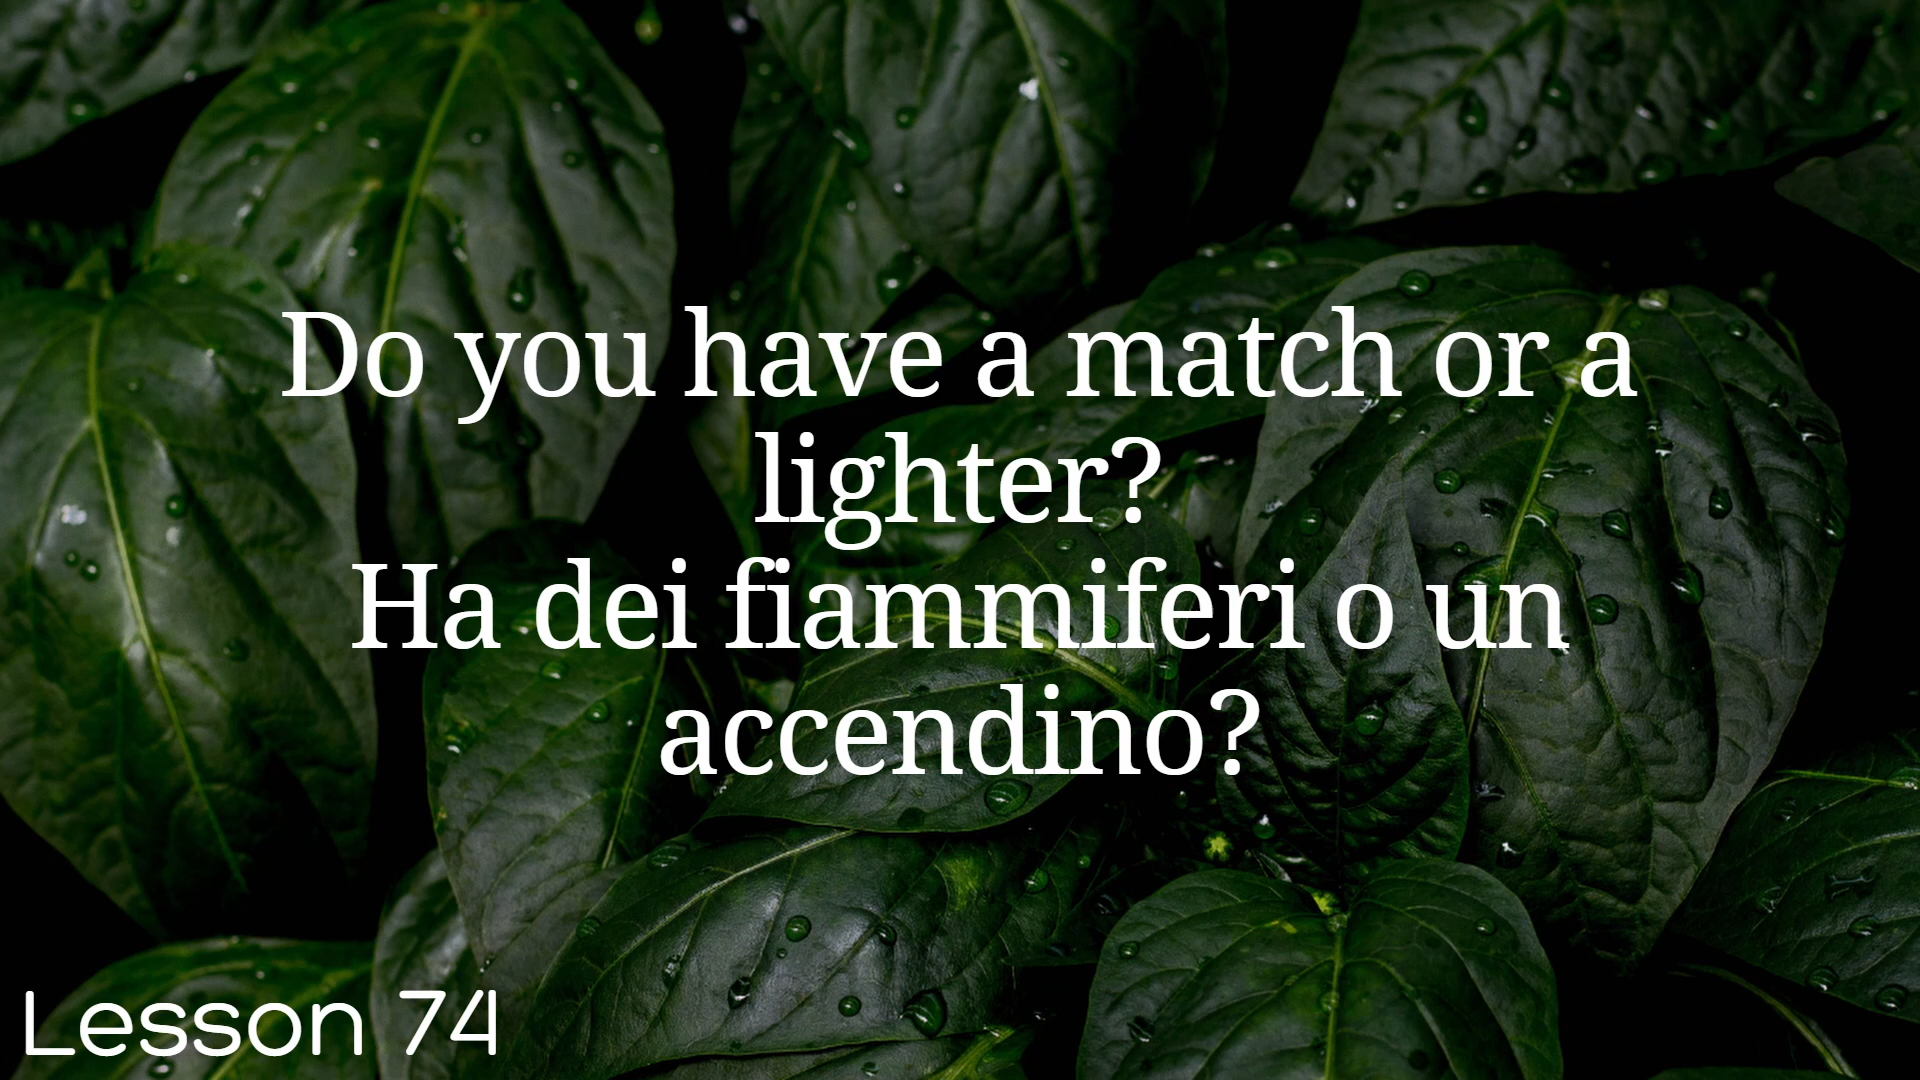 Do you have a match or a
lighter?
Ha dei fiammiferi o un
accendino?
Lesson 74